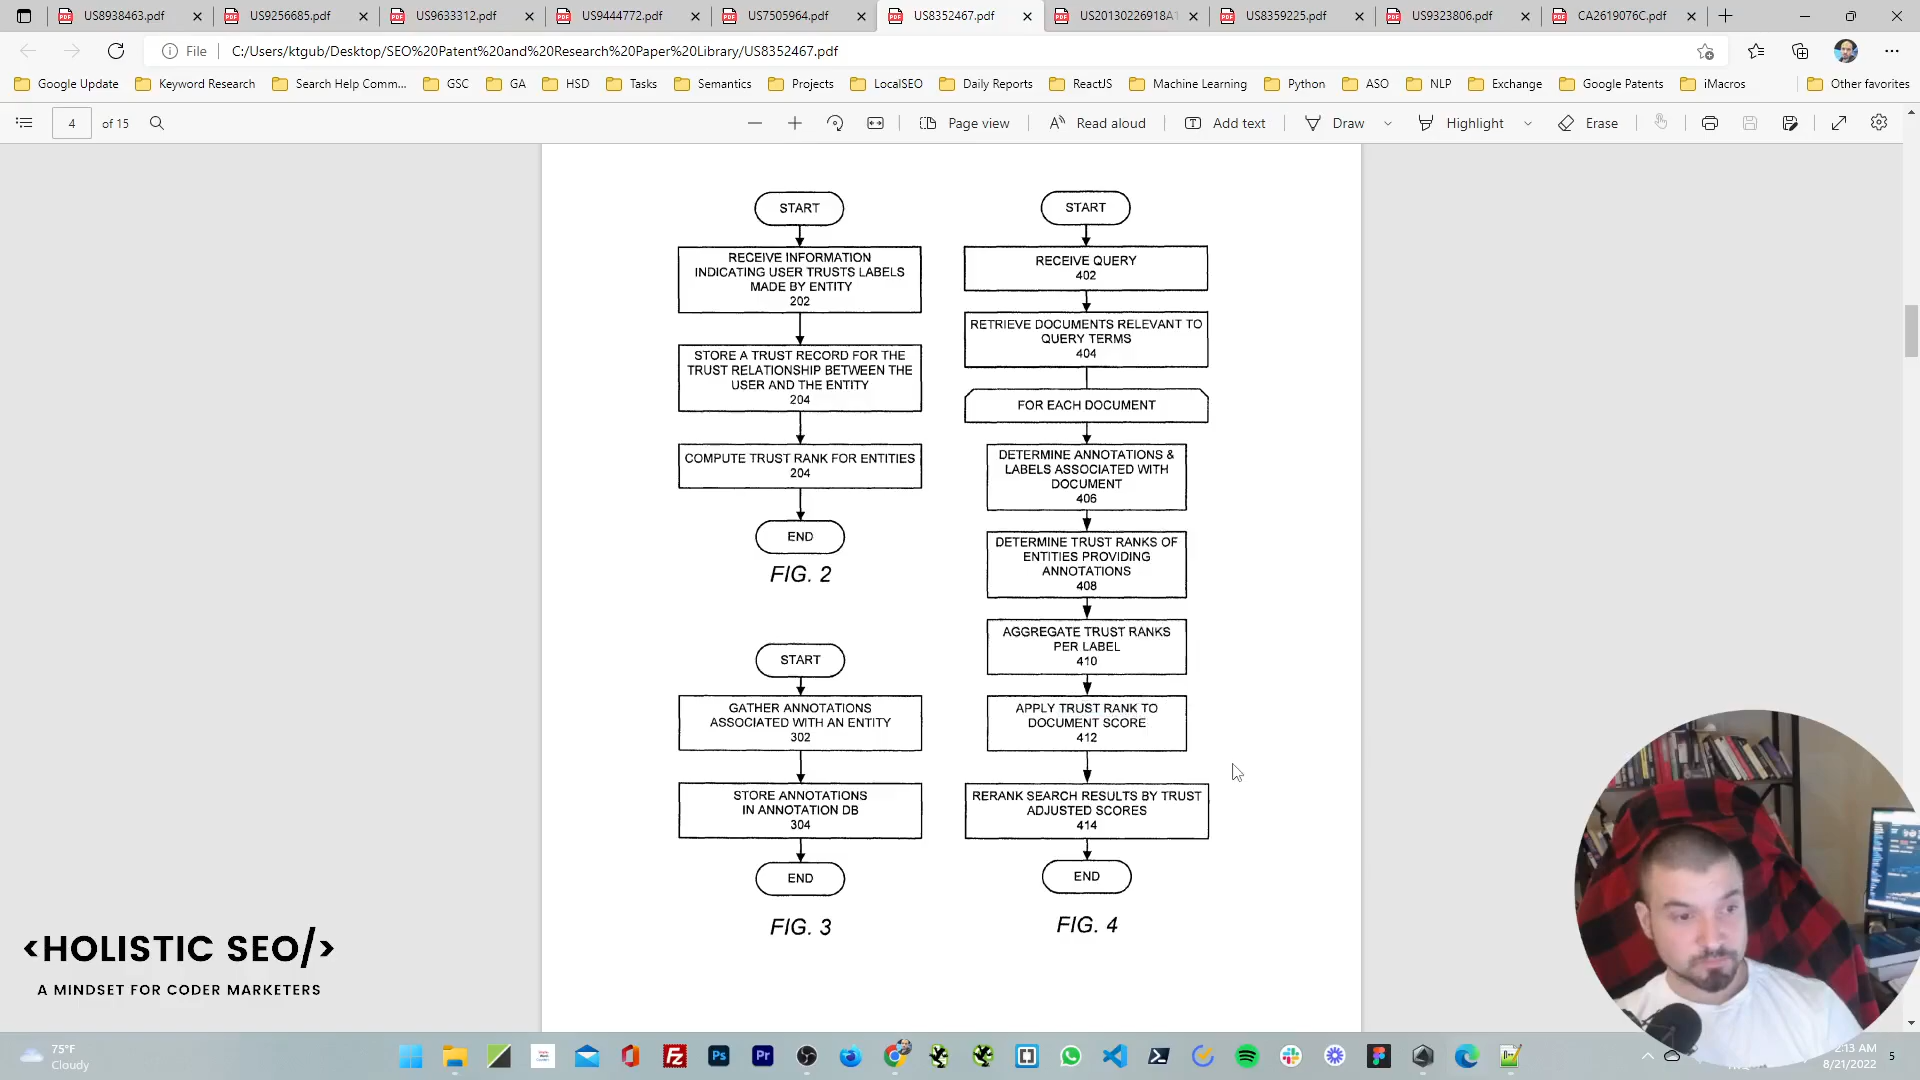 US8938463.pdf
US9256685.pdf
US9633312.pdf
US9444772.pdf
US7505964.pdf
US8352467.pdf
US20130226918A1
US8359225.pdf
US9323806.pdf
CA2619076C.pdf
File
C:/Users/ktgub/Desktop/SEO%20Patent%20and%20Research%20Paper%20Library/US8352467.pdf
Google Update
Keyword Research
Search Help Comm...
GSC
GA
HSD
Tasks
Semantics
Projects
LocalSEO
Daily Reports
ReactJS
Machine Learning
Python
ASO
NLP
Exchange
Google Patents
iMacros
Other favorites
4 of 15
Page view
Read aloud
Add text
Draw
Highlight
Erase
START
RECEIVE INFORMATION
INDICATING USER TRUSTS LABELS
MADE BY ENTITY
202
STORE A TRUST RECORD FOR THE
TRUST RELATIONSHIP BETWEEN THE
USER AND THE ENTITY
204
COMPUTE TRUST RANK FOR ENTITIES
204
END
FIG. 2
START
GATHER ANNOTATIONS
ASSOCIATED WITH AN ENTITY
302
STORE ANNOTATIONS
IN ANNOTATION DB
304
END
FIG. 3
START
RECEIVE QUERY
402
RETRIEVE DOCUMENTS RELEVANT TO
QUERY TERMS
404
FOR EACH DOCUMENT
DETERMINE ANNOTATIONS &
LABELS ASSOCIATED WITH
DOCUMENT
406
DETERMINE TRUST RANKS OF
ENTITIES PROVIDING
ANNOTATIONS
408
AGGREGATE TRUST RANKS
PER LABEL
410
APPLY TRUST RANK TO
DOCUMENT SCORE
412
RERANK SEARCH RESULTS BY TRUST
ADJUSTED SCORES
414
END
FIG. 4
<HOLISTIC SEO/>
A MINDSET FOR CODER MARKETERS
75°F
Cloudy
Ps
Pr
2:13 AM
8/21/2022
5